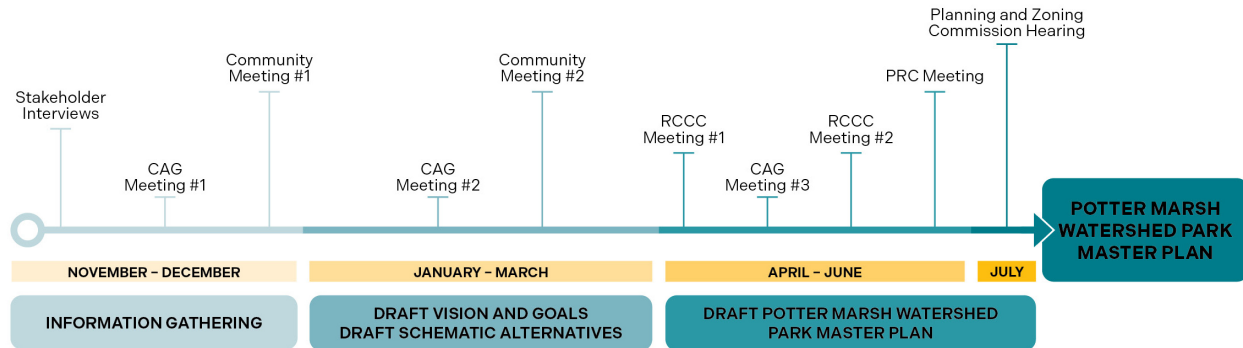 Stakeholder
Interviews
CAG
Meeting #1
Community
Meeting #1
CAG
Meeting #2
Community
Meeting #2
RCCC
Meeting #1
CAG
Meeting #3
RCCC
Meeting #2
PRC Meeting
Planning and Zoning
Commission Hearing
POTTER MARSH
WATERSHED PARK
MASTER PLAN
NOVEMBER – DECEMBER
JANUARY – MARCH
APRIL – JUNE
JULY
INFORMATION GATHERING
DRAFT VISION AND GOALS
DRAFT SCHEMATIC ALTERNATIVES
DRAFT POTTER MARSH WATERSHED
PARK MASTER PLAN